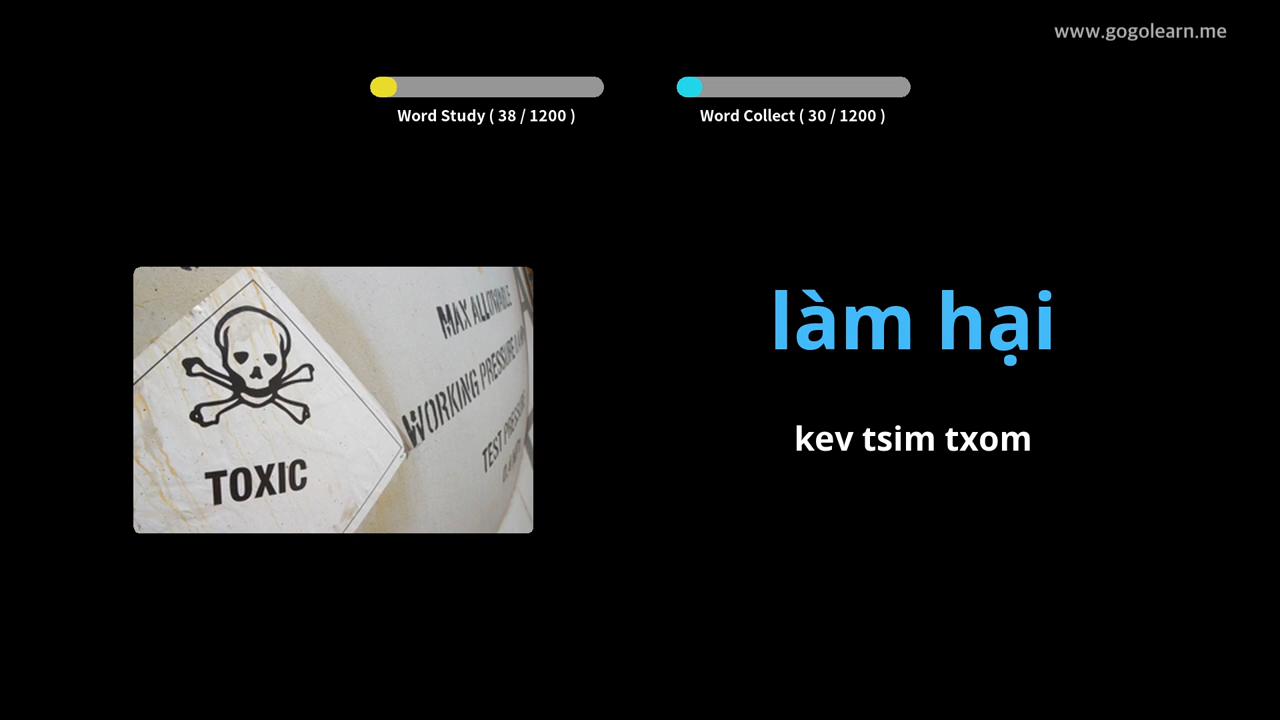 www.gogolearn.me
Word Study ( 38 / 1200 )
Word Collect ( 30 / 1200 )
làm hại
kev tsim txom
MAX ALLOWABLE
WORKING PRESSURE
TEST PRESSURE
TOXIC